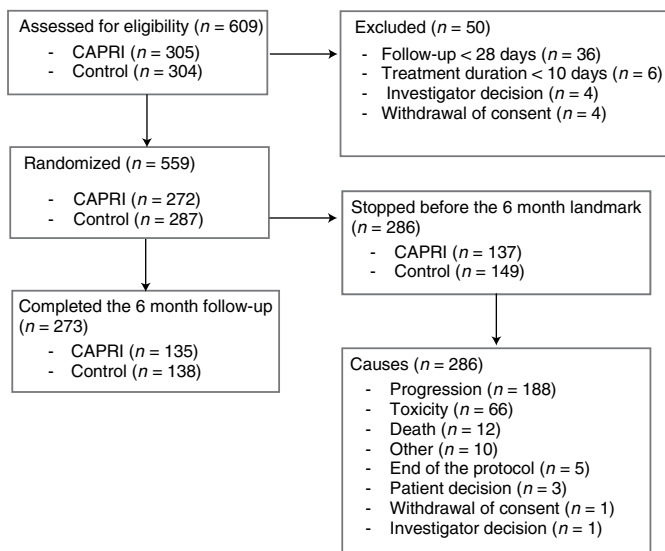 Assessed for eligibility (n = 609)
- CAPRI (n = 305)
- Control (n = 304)
Excluded (n = 50)
- Follow-up < 28 days (n = 36)
- Treatment duration < 10 days (n = 6)
- Investigator decision (n = 4)
- Withdrawal of consent (n = 4)
Randomized (n = 559)
- CAPRI (n = 272)
- Control (n = 287)
Stopped before the 6 month landmark
(n = 286)
- CAPRI (n = 137)
- Control (n = 149)
Completed the 6 month follow-up
(n = 273)
- CAPRI (n = 135)
- Control (n = 138)
Causes (n = 286)
- Progression (n = 188)
- Toxicity (n = 66)
- Death (n = 12)
- Other (n = 10)
- End of the protocol (n = 5)
- Patient decision (n = 3)
- Withdrawal of consent (n = 1)
- Investigator decision (n = 1)